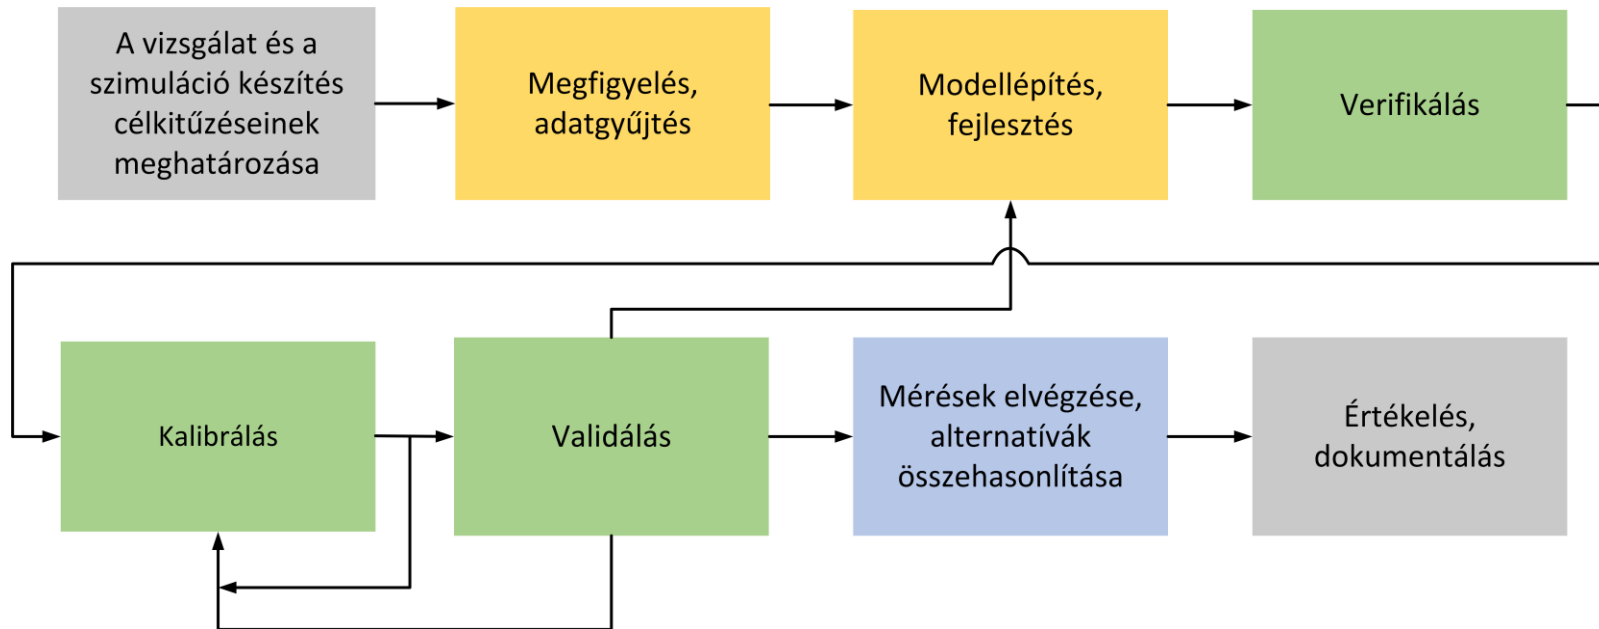 A vizsgálat és a
szimuláció készítés
célkitűzéseinek
meghatározása
Megfigyelés,
adatgyűjtés
Modellépítés,
fejlesztés
Verifikálás
Kalibrálás
Validálás
Mérések elvégzése,
alternatívák
összehasonlítása
Értékelés,
dokumentálás